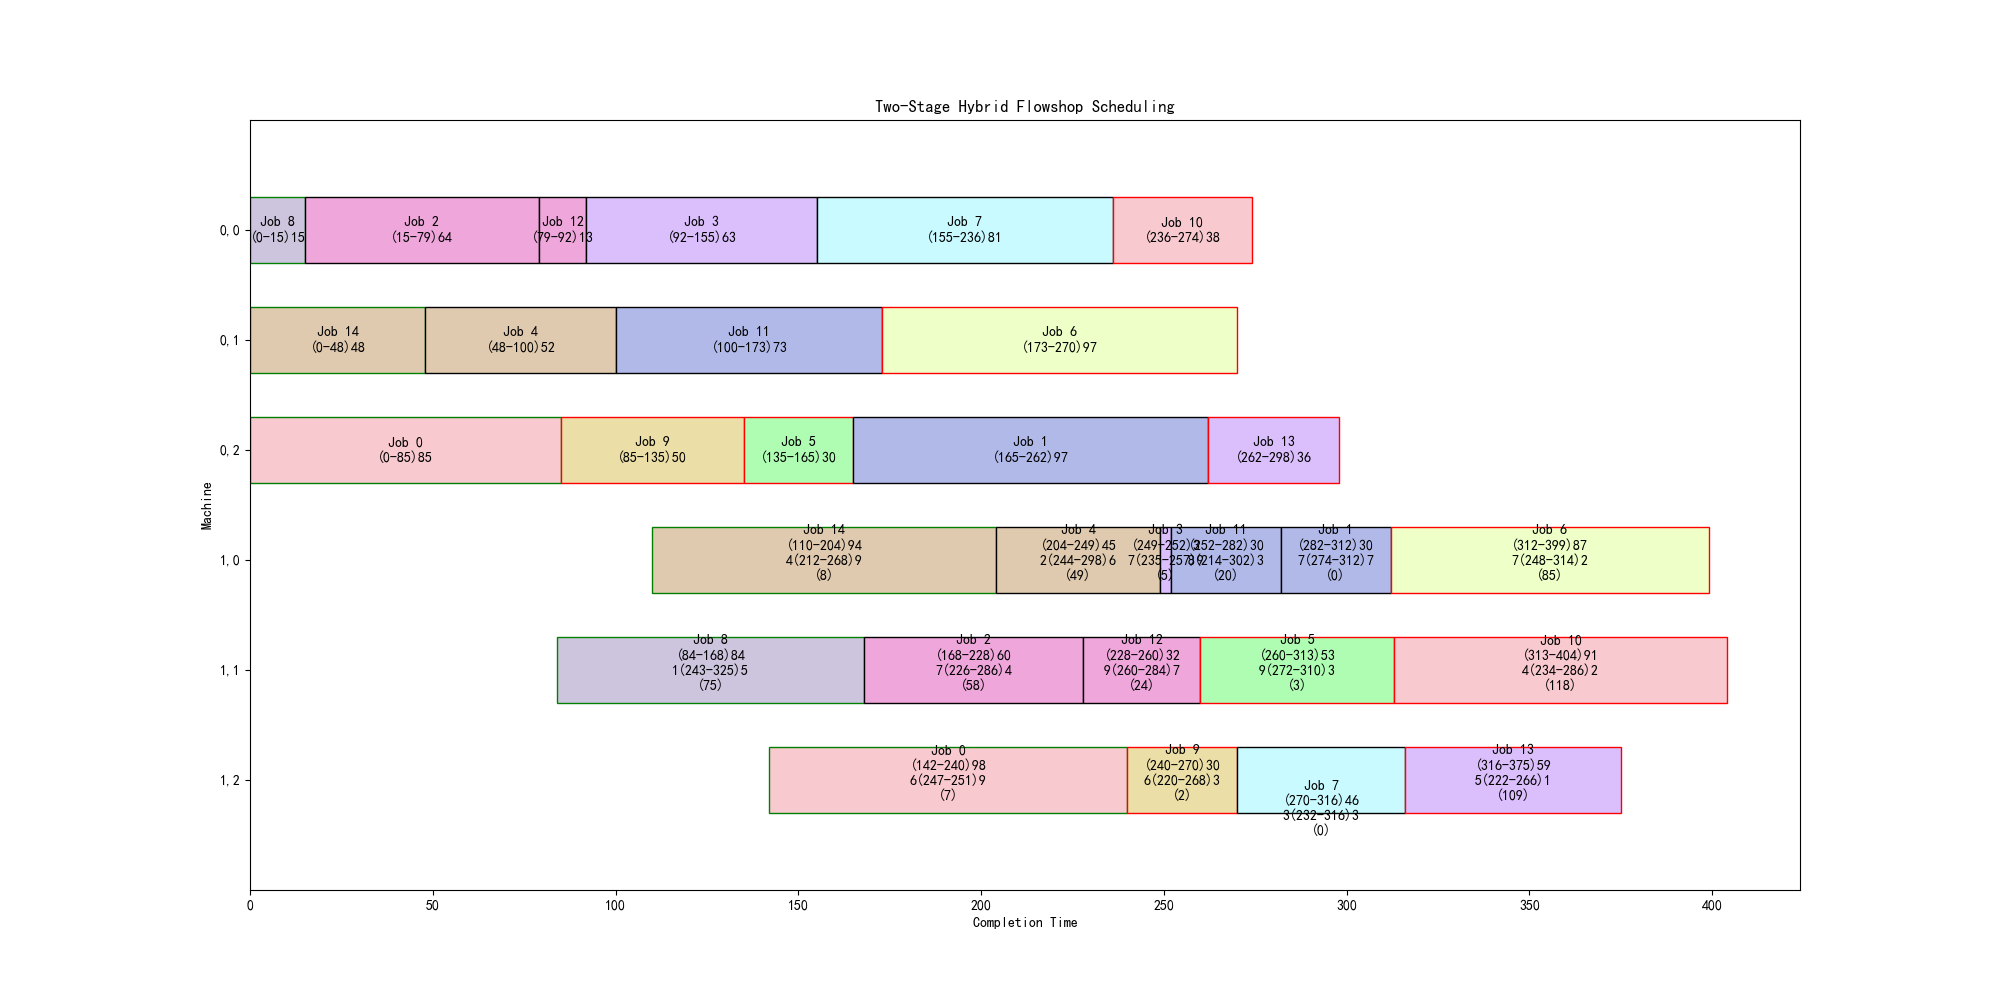 Two-Stage Hybrid Flowshop Scheduling
0,0
Job 8
(0-15)15
Job 2
(15-79)64
Job 12
(79-92)13
Job 3
(92-155)63
Job 7
(155-236)81
Job 10
(236-274)38
0,1
Job 14
(0-48)48
Job 4
(48-100)52
Job 11
(100-173)73
Job 6
(173-270)97
0,2
Job 0
(0-85)85
Job 9
(85-135)50
Job 5
(135-165)30
Job 1
(165-262)97
Job 13
(262-298)36
Machine
1,0
Job 14
(110-204)94
4(212-268)9
(8)
Job 4
(204-249)45
2(244-298)6
(49)
Job 3
(249-252)3
(5)
Job 11
(252-282)30
(20)
Job 1
(282-312)30
7(274-312)7
(0)
Job 6
(312-399)87
7(248-314)2
(85)
1,1
Job 8
(84-168)84
1(243-325)5
(75)
Job 2
(168-228)60
7(226-286)4
(58)
Job 12
(228-260)32
9(260-284)7
(24)
Job 5
(260-313)53
9(272-310)3
(3)
Job 10
(313-404)91
4(234-286)2
(118)
1,2
Job 0
(142-240)98
6(247-251)9
(7)
Job 9
(240-270)30
6(220-268)3
(2)
Job 7
(270-316)46
3(232-316)3
(0)
Job 13
(316-375)59
5(222-266)1
(109)
0 50 100 150 200 250 300 350 400
Completion Time